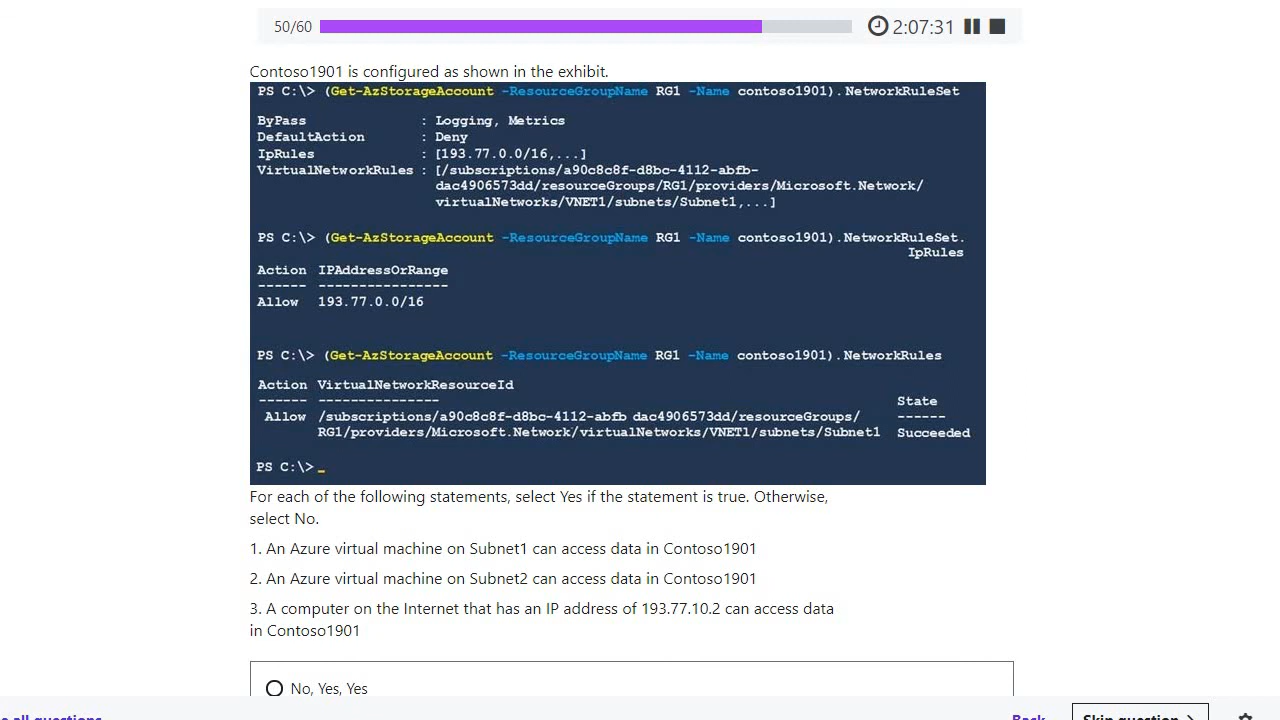 50/60
2:07:31
Contoso1901 is configured as shown in the exhibit.
PS C:\> (Get-AzStorageAccount -ResourceGroupName RG1 -Name contoso1901).NetworkRuleSet
ByPass : Logging, Metrics
DefaultAction : Deny
IpRules : [193.77.0.0/16,...]
VirtualNetworkRules : [/subscriptions/a90c8c8f-d8bc-4112-abfb-
dac4906573dd/resourceGroups/RG1/providers/Microsoft.Network/
virtualNetworks/VNET1/subnets/Subnet1,...]
PS C:\> (Get-AzStorageAccount -ResourceGroupName RG1 -Name contoso1901).NetworkRuleSet.
IpRules
Action IPAddressOrRange
------ ----------------
Allow 193.77.0.0/16
PS C:\> (Get-AzStorageAccount -ResourceGroupName RG1 -Name contoso1901).NetworkRules
Action VirtualNetworkResourceId
------ --------------- State
Allow /subscriptions/a90c8c8f-d8bc-4112-abfb dac4906573dd/resourceGroups/ ------
RG1/providers/Microsoft.Network/virtualNetworks/VNET1/subnets/Subnet1 Succeeded
PS C:\>_
For each of the following statements, select Yes if the statement is true. Otherwise,
select No.
1. An Azure virtual machine on Subnet1 can access data in Contoso1901
2. An Azure virtual machine on Subnet2 can access data in Contoso1901
3. A computer on the Internet that has an IP address of 193.77.10.2 can access data
in Contoso1901
No, Yes, Yes
e all questions Back Skip question